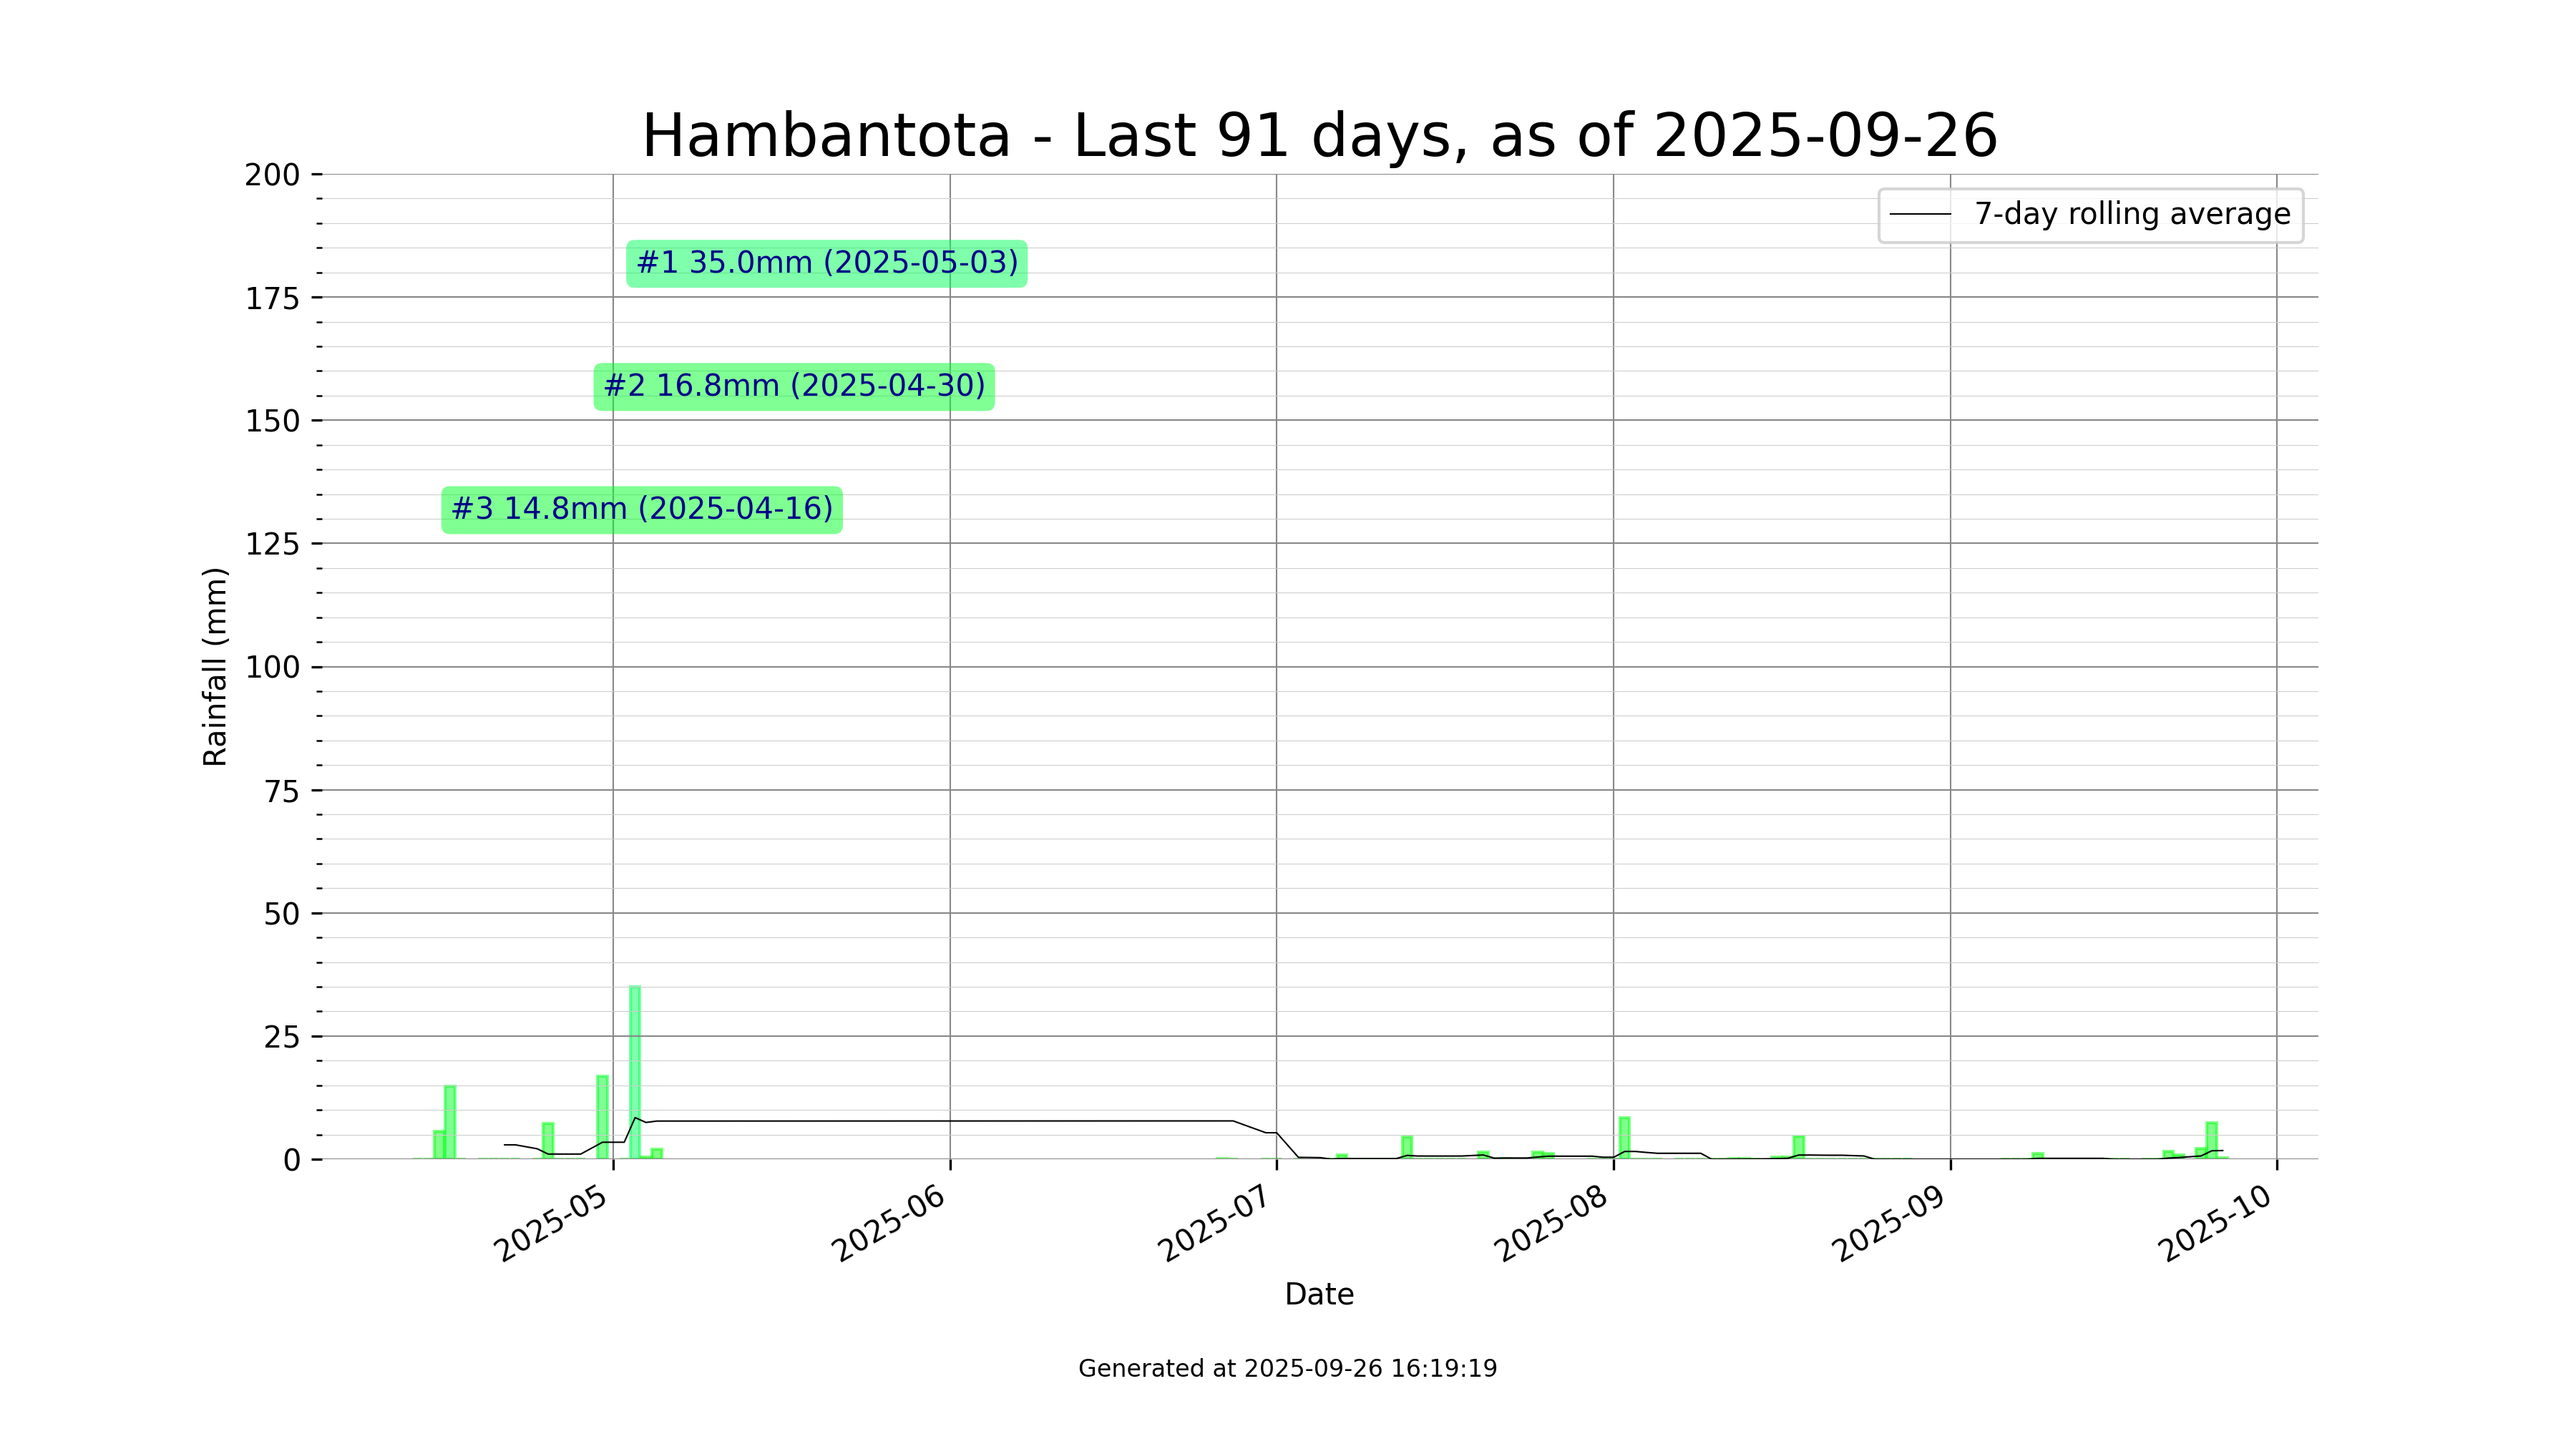 Hambantota - Last 91 days, as of 2025-09-26
200
175
150
125
100
75
50
25
0
Rainfall (mm)
7-day rolling average
#1 35.0mm (2025-05-03)
#2 16.8mm (2025-04-30)
#3 14.8mm (2025-04-16)
2025-05
2025-06
2025-07
2025-08
2025-09
2025-10
Date
Generated at 2025-09-26 16:19:19